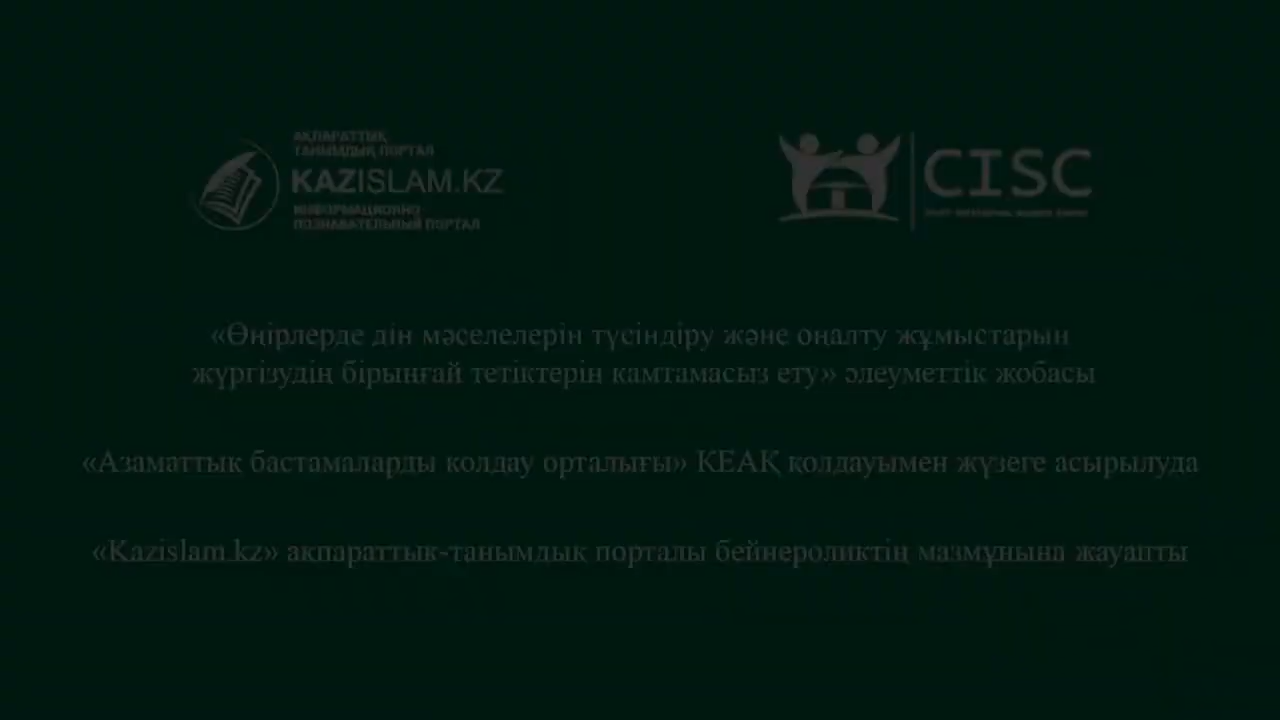 АҚПАРАТТЫҚ
ТАНЫМДЫҚ ПОРТАЛ
KAZISLAM.KZ
ИНФОРМАЦИОННО
ПОЗНАВАТЕЛЬНЫЙ ПОРТАЛ
CISC
«Өңірлерде дін мәселелерін түсіндіру және оңалту жұмыстарын
жүргізудің бірыңғай тетіктерін қамтамасыз ету» әлеуметтік жобасы
«Азаматтық бастамаларды қолдау орталығы» КЕАҚ қолдауымен жүзеге асырылуда
«Kazislam.kz» ақпараттық-танымдық порталы бейнероликтің мазмұнына жауапты